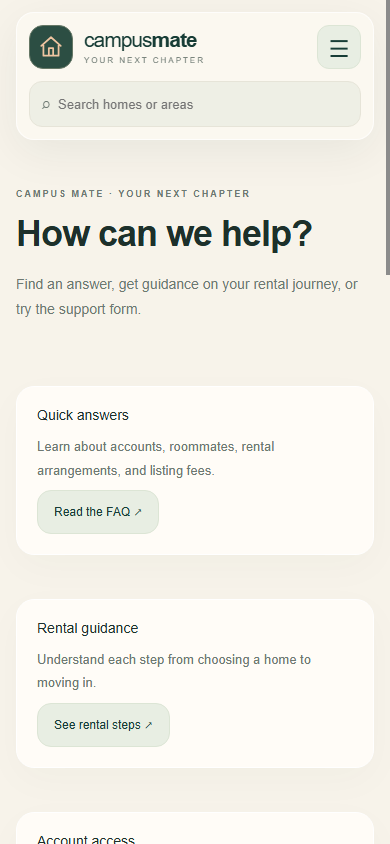 campusmate
YOUR NEXT CHAPTER
Search homes or areas
CAMPUS MATE · YOUR NEXT CHAPTER
How can we help?
Find an answer, get guidance on your rental journey, or
try the support form.
Quick answers
Learn about accounts, roommates, rental
arrangements, and listing fees.
Read the FAQ ↗
Rental guidance
Understand each step from choosing a home to
moving in.
See rental steps ↗
Account access